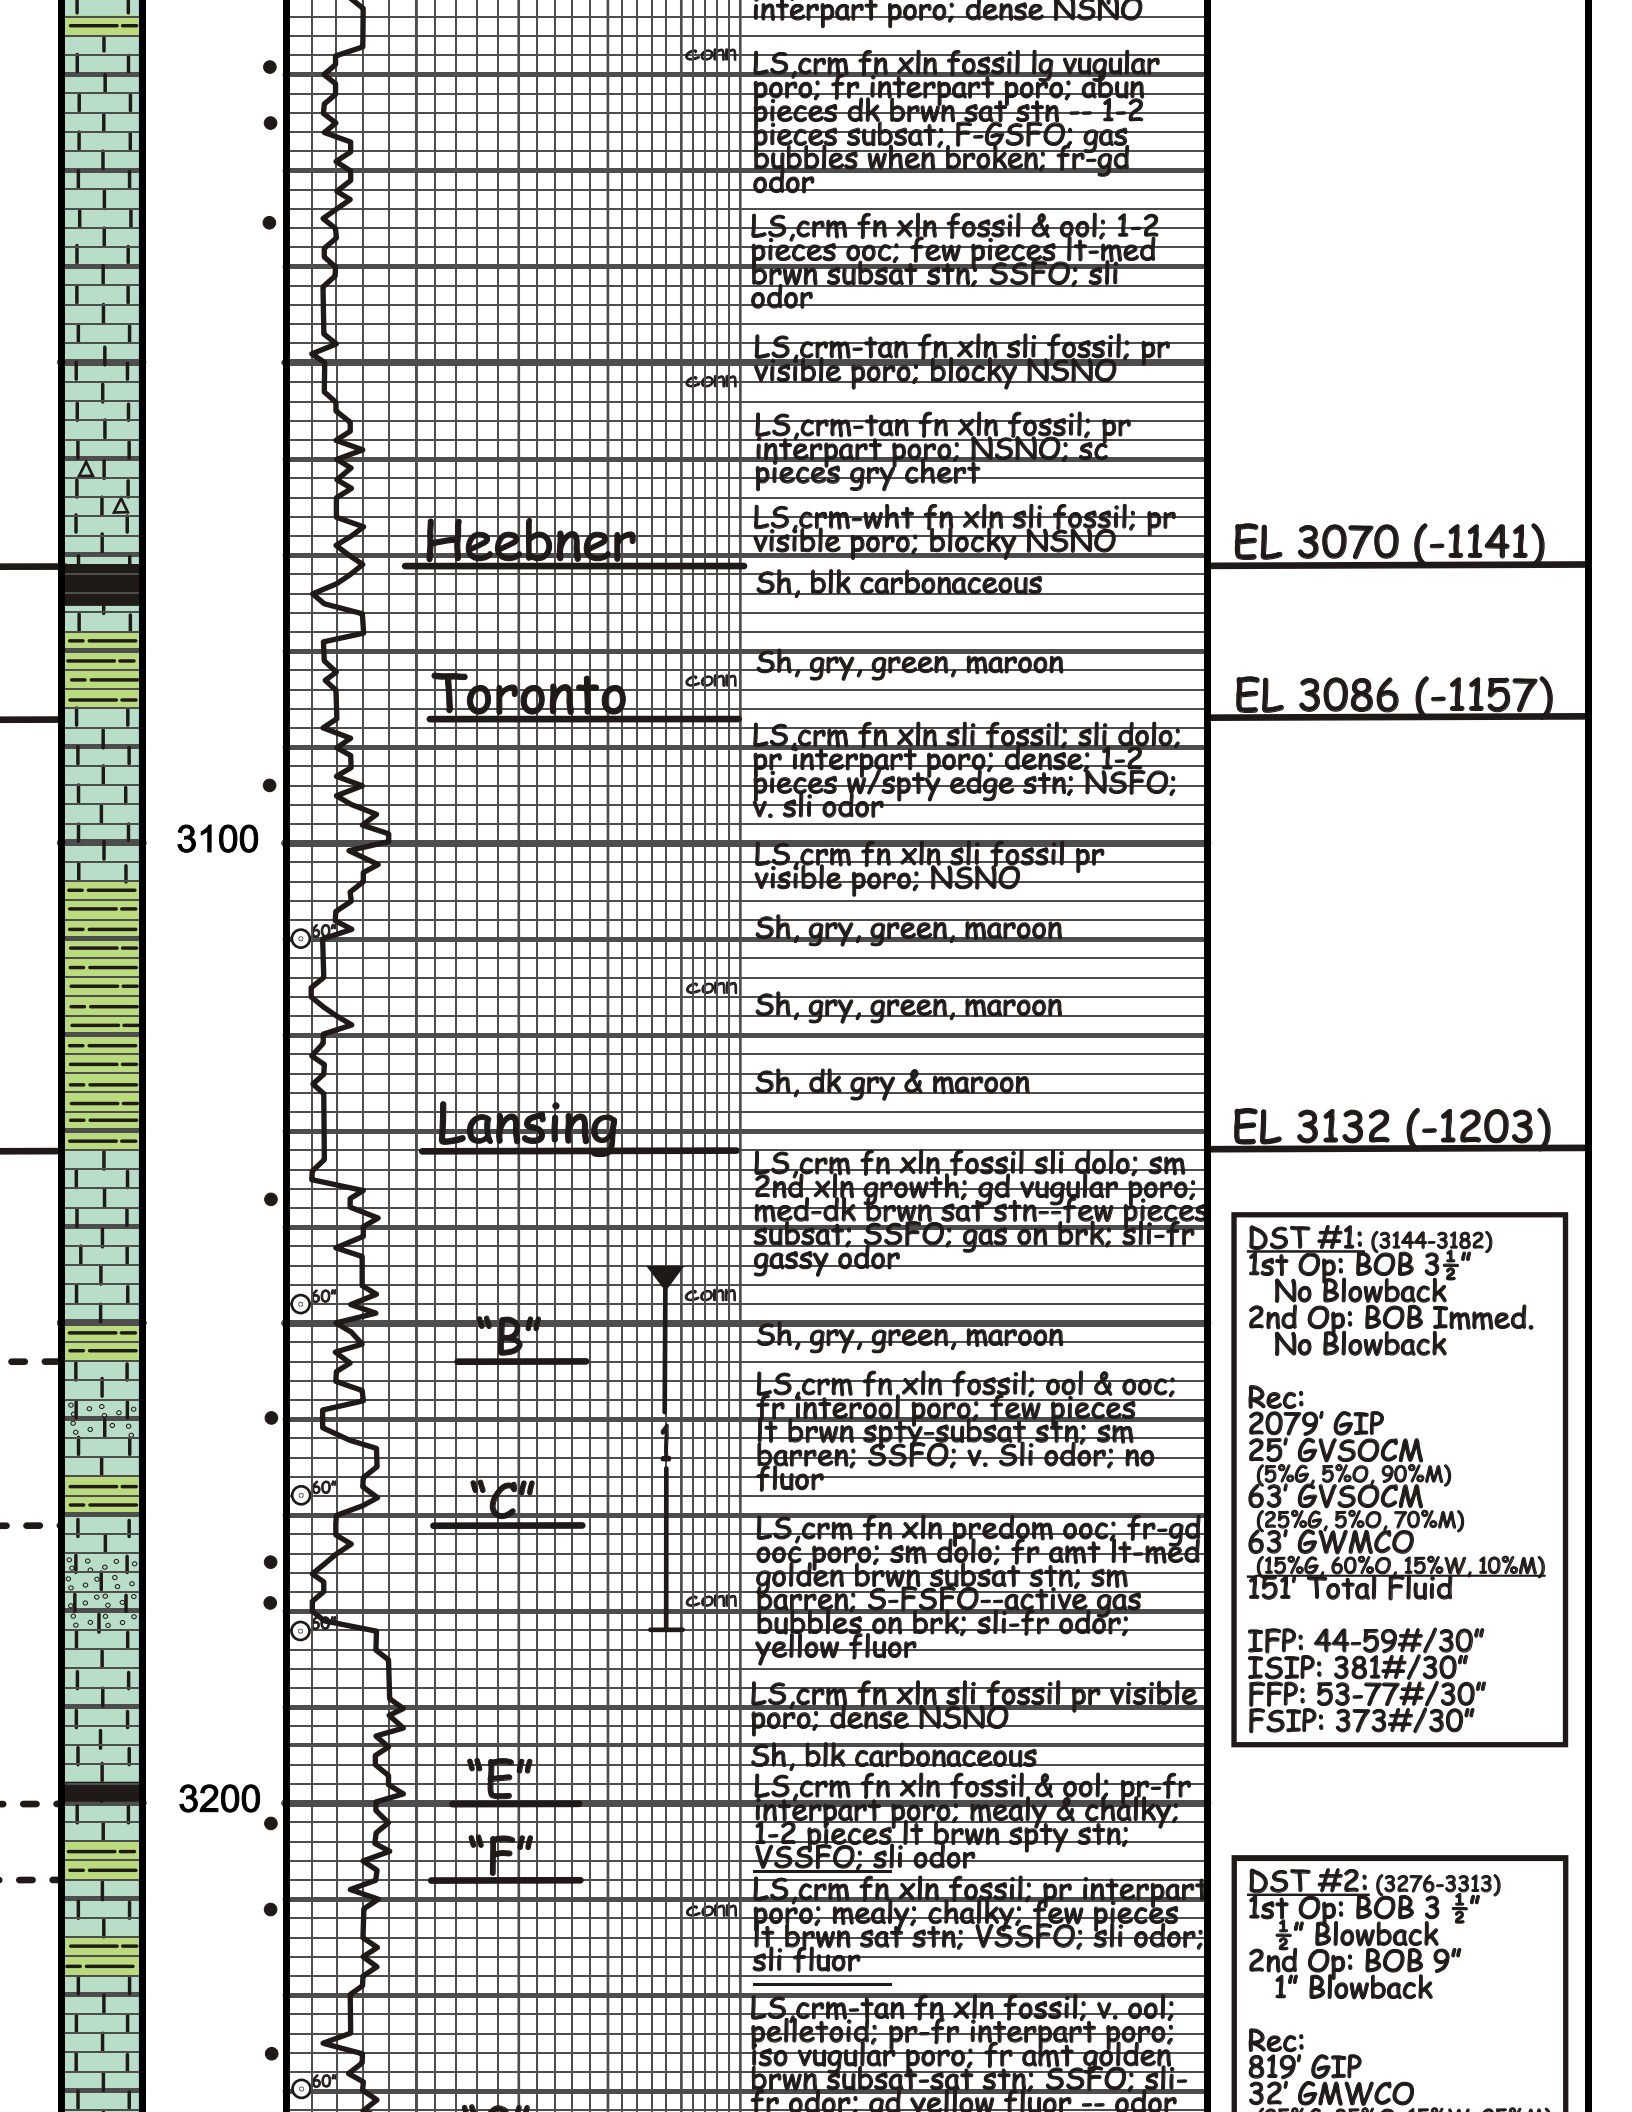 interpart poro; dense NSNO
conn
LS,crm fn xln fossil lg vugular
poro; fr interpart poro; abun
pieces dk brwn sat stn -- 1-2
pieces subsat; F-GSFO; gas
bubbles when broken; fr-gd
odor
LS,crm fn xln fossil & ool; 1-2
pieces ooc; few pieces lt-med
brwn subsat stn; SSFO; sli
odor
LS,crm-tan fn xln sli fossil; pr
visible poro; blocky NSNO
conn
LS,crm-tan fn xln fossil; pr
interpart poro; NSNO; sc
pieces gry chert
LS,crm-wht fn xln sli fossil; pr
visible poro; blocky NSNO
Heebner
EL 3070 (-1141)
Sh, blk carbonaceous
Sh, gry, green, maroon
conn
Toronto
EL 3086 (-1157)
LS,crm fn xln sli fossil; sli dolo;
pr interpart poro; dense; 1-2
pieces w/spty edge stn; NSFO;
v. sli odor
3100
LS,crm fn xln sli fossil pr
visible poro; NSNO
60"
Sh, gry, green, maroon
conn
Sh, gry, green, maroon
Sh, dk gry & maroon
Lansing
EL 3132 (-1203)
LS,crm fn xln fossil sli dolo; sm
2nd xln growth; gd vugular poro;
med-dk brwn sat stn--few pieces
subsat; SSFO; gas on brk; sli-fr
gassy odor
60"
conn
"B"
Sh, gry, green, maroon
LS,crm fn xln fossil; ool & ooc;
fr interool poro; few pieces
lt brwn spty-subsat stn; sm
barren; SSFO; v. Sli odor; no
fluor
1
60"
"C"
LS,crm fn xln predom ooc; fr-gd
ooc poro; sm dolo; fr amt lt-med
golden brwn subsat stn; sm
barren; S-FSFO--active gas
bubbles on brk; sli-fr odor;
yellow fluor
conn
60"
LS,crm fn xln sli fossil pr visible
poro; dense NSNO
Sh, blk carbonaceous
"E"
3200
LS,crm fn xln fossil & ool; pr-fr
interpart poro; mealy & chalky;
1-2 pieces lt brwn spty stn;
VSSFO; sli odor
"F"
LS,crm fn xln fossil; pr interpart
poro; mealy; chalky; few pieces
lt brwn sat stn; VSSFO; sli odor;
sli fluor
conn
LS,crm-tan fn xln fossil; v. ool;
pelletoid; pr-fr interpart poro;
iso vugular poro; fr amt golden
brwn subsat-sat stn; SSFO; sli-
fr odor; gd yellow fluor -- odor
60"
DST #1: (3144-3182)
1st Op: BOB 3½"
No Blowback
2nd Op: BOB Immed.
No Blowback
Rec:
2079' GIP
25' GVSOCM
(5%G, 5%O, 90%M)
63' GVSOCM
(25%G, 5%O, 70%M)
63' GWMCO
(15%G, 60%O, 15%W, 10%M)
151' Total Fluid
IFP: 44-59#/30"
ISIP: 381#/30"
FFP: 53-77#/30"
FSIP: 373#/30"
DST #2: (3276-3313)
1st Op: BOB 3 ½"
½" Blowback
2nd Op: BOB 9"
1" Blowback
Rec:
819' GIP
32' GMWCO